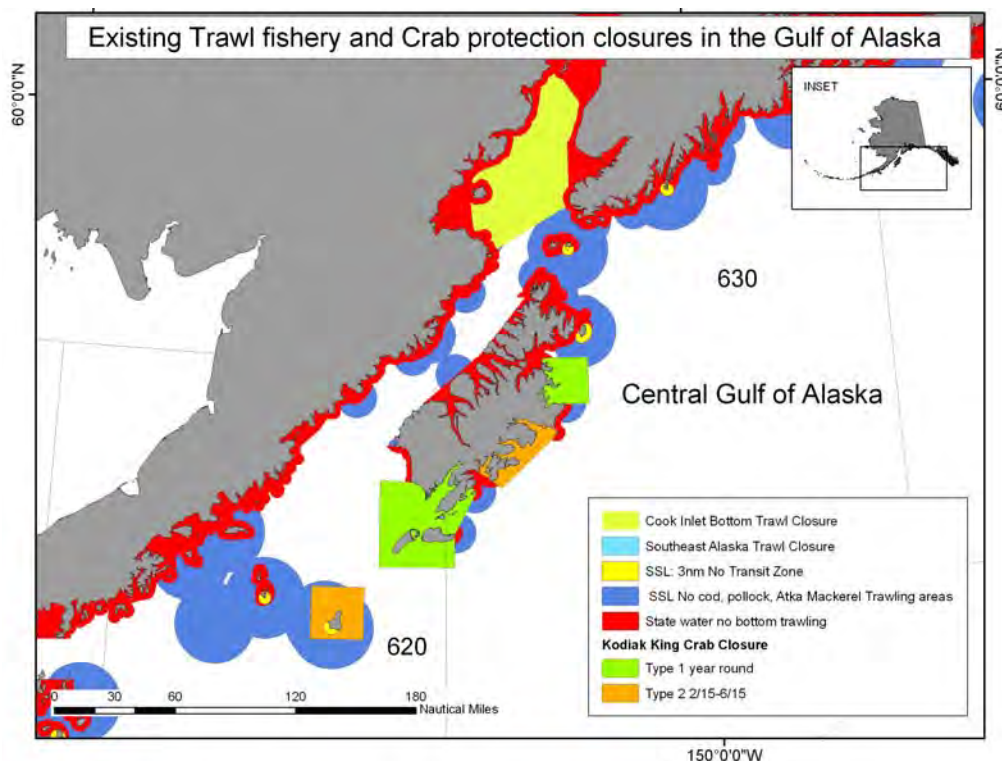 Existing Trawl fishery and Crab protection closures in the Gulf of Alaska
60°0'0"N
60°0'0"N
INSET
630
Central Gulf of Alaska
620
Cook Inlet Bottom Trawl Closure
Southeast Alaska Trawl Closure
SSL: 3nm No Transit Zone
SSL No cod, pollock, Atka Mackerel Trawling areas
State water no bottom trawling
Kodiak King Crab Closure
Type 1 year round
Type 2 2/15-6/15
0 30 60 120 180
Nautical Miles
150°0'0"W